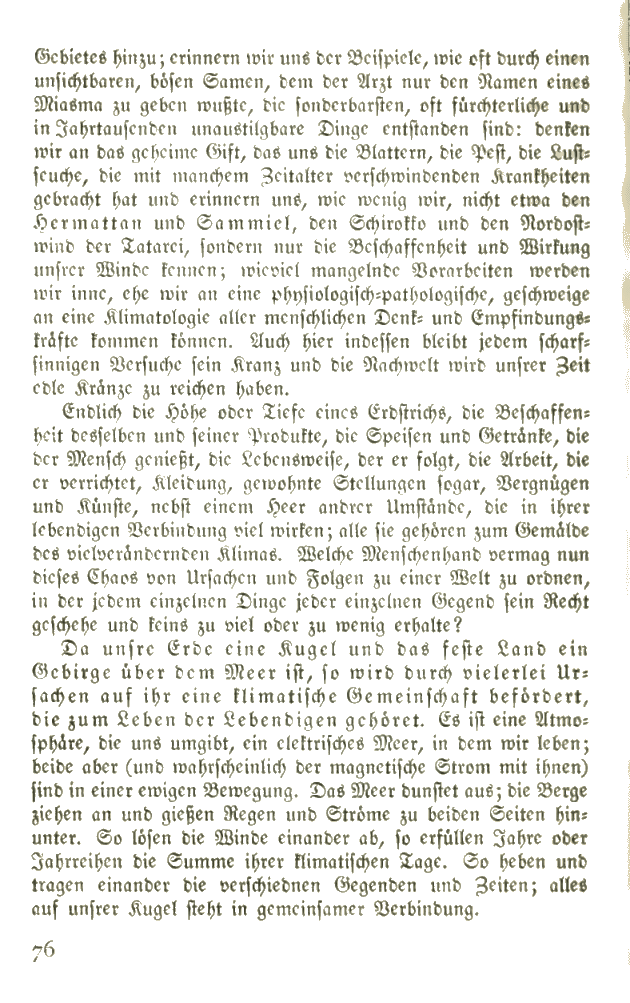 Gebietes hinzu; erinnern wir uns der Beispiele, wie oft durch einen
unsichtbaren, bösen Samen, dem der Arzt nur den Namen eines
Miasma zu geben wußte, die sonderbarsten, oft fürchterliche und
in Jahrtausenden unaustilgbare Dinge entstanden sind: denken
wir an das geheime Gift, das uns die Blattern, die Pest, die Lust-
seuche, die mit manchem Zeitalter verschwindenden Krankheiten
gebracht hat und erinnern uns, wie wenig wir, nicht etwa den
Hermattan und Sammiel, den Schirokko und den Nordost-
wind der Tatarei, sondern nur die Beschaffenheit und Wirkung
unsrer Winde kennen; wieviel mangelnde Vorarbeiten werden
wir inne, ehe wir an eine physiologisch-pathologische, geschweige
an eine Klimatologie aller menschlichen Denk- und Empfindungs-
kräfte kommen können. Auch hier indessen bleibt jedem scharf-
sinnigen Versuche sein Kranz und die Nachwelt wird unsrer Zeit
edle Kränze zu reichen haben.
Endlich die Höhe oder Tiefe eines Erdstrichs, die Beschaffen-
heit desselben und seiner Produkte, die Speisen und Getränke, die
der Mensch genießt, die Lebensweise, der er folgt, die Arbeit, die
er verrichtet, Kleidung, gewohnte Stellungen sogar, Vergnügen
und Künste, nebst einem Heer andrer Umstände, die in ihrer
lebendigen Verbindung viel wirken; alle sie gehören zum Gemälde
des vielverändernden Klimas. Welche Menschenhand vermag nun
dieses Chaos von Ursachen und Folgen zu einer Welt zu ordnen,
in der jedem einzelnen Dinge jeder einzelnen Gegend sein Recht
geschehe und keins zu viel oder zu wenig erhalte?
Da unsre Erde eine Kugel und das feste Land ein
Gebirge über dem Meer ist, so wird durch vielerlei Ur-
sachen auf ihr eine klimatische Gemeinschaft befördert,
die zum Leben der Lebendigen gehöret. Es ist eine Atmo-
sphäre, die uns umgibt, ein elektrisches Meer, in dem wir leben;
beide aber (und wahrscheinlich der magnetische Strom mit ihnen)
sind in einer ewigen Bewegung. Das Meer dunstet aus; die Berge
ziehen an und gießen Regen und Ströme zu beiden Seiten hin-
unter. So lösen die Winde einander ab, so erfüllen Jahre oder
Jahrreihen die Summe ihrer klimatischen Tage. So heben und
tragen einander die verschiednen Gegenden und Zeiten; alles
auf unsrer Kugel steht in gemeinsamer Verbindung.
76